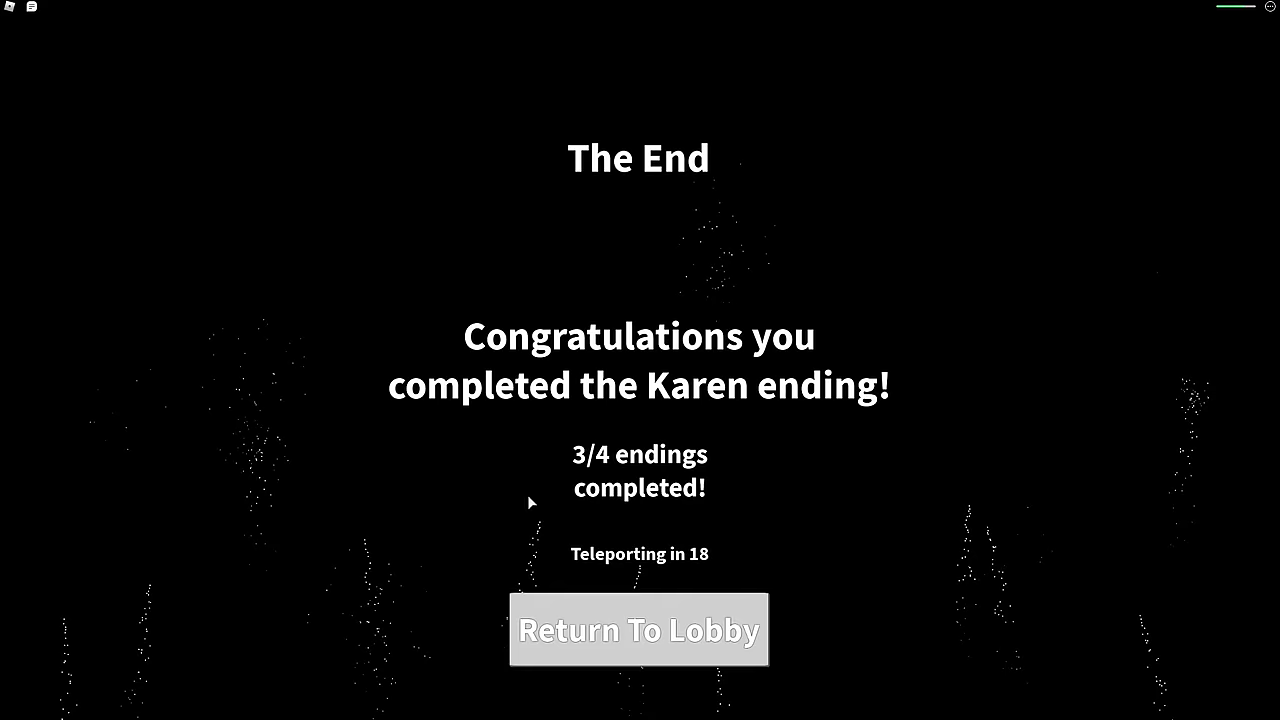 The End
Congratulations you
completed the Karen ending!
3/4 endings
completed!
Teleporting in 18
Return To Lobby